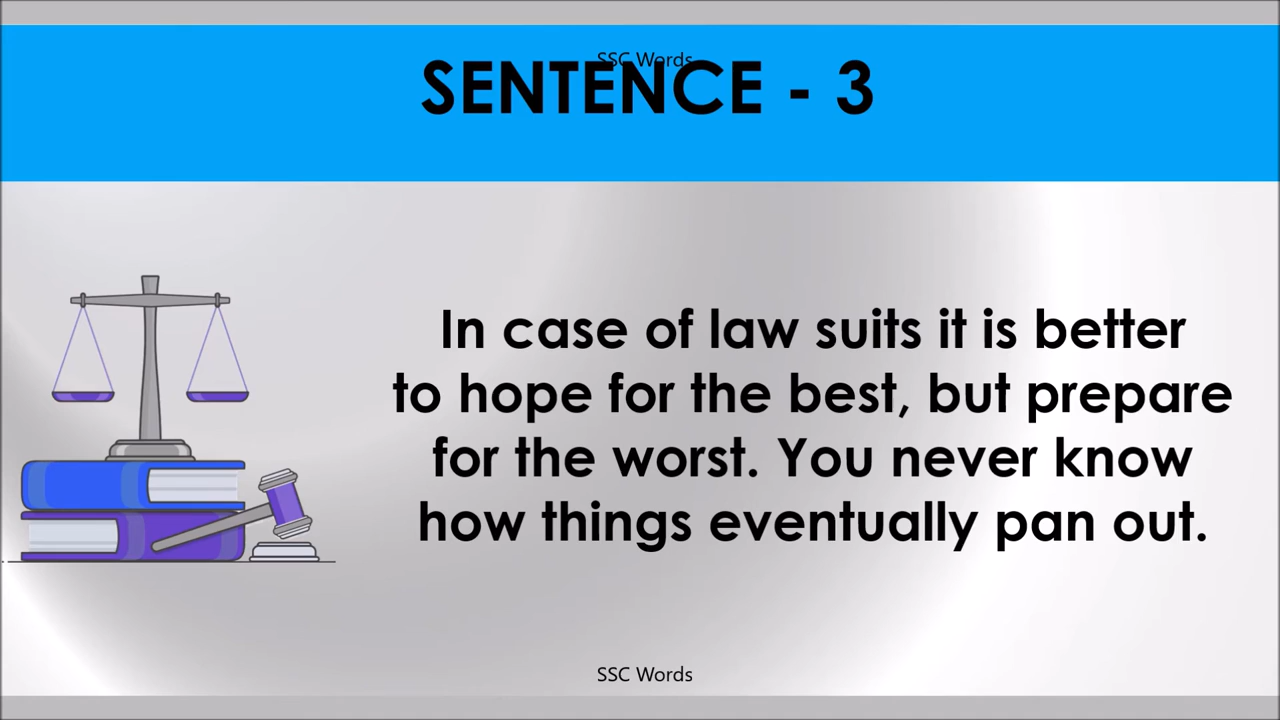 SSC Words
SENTENCE - 3
In case of law suits it is better
to hope for the best, but prepare
for the worst. You never know
how things eventually pan out.
SSC Words